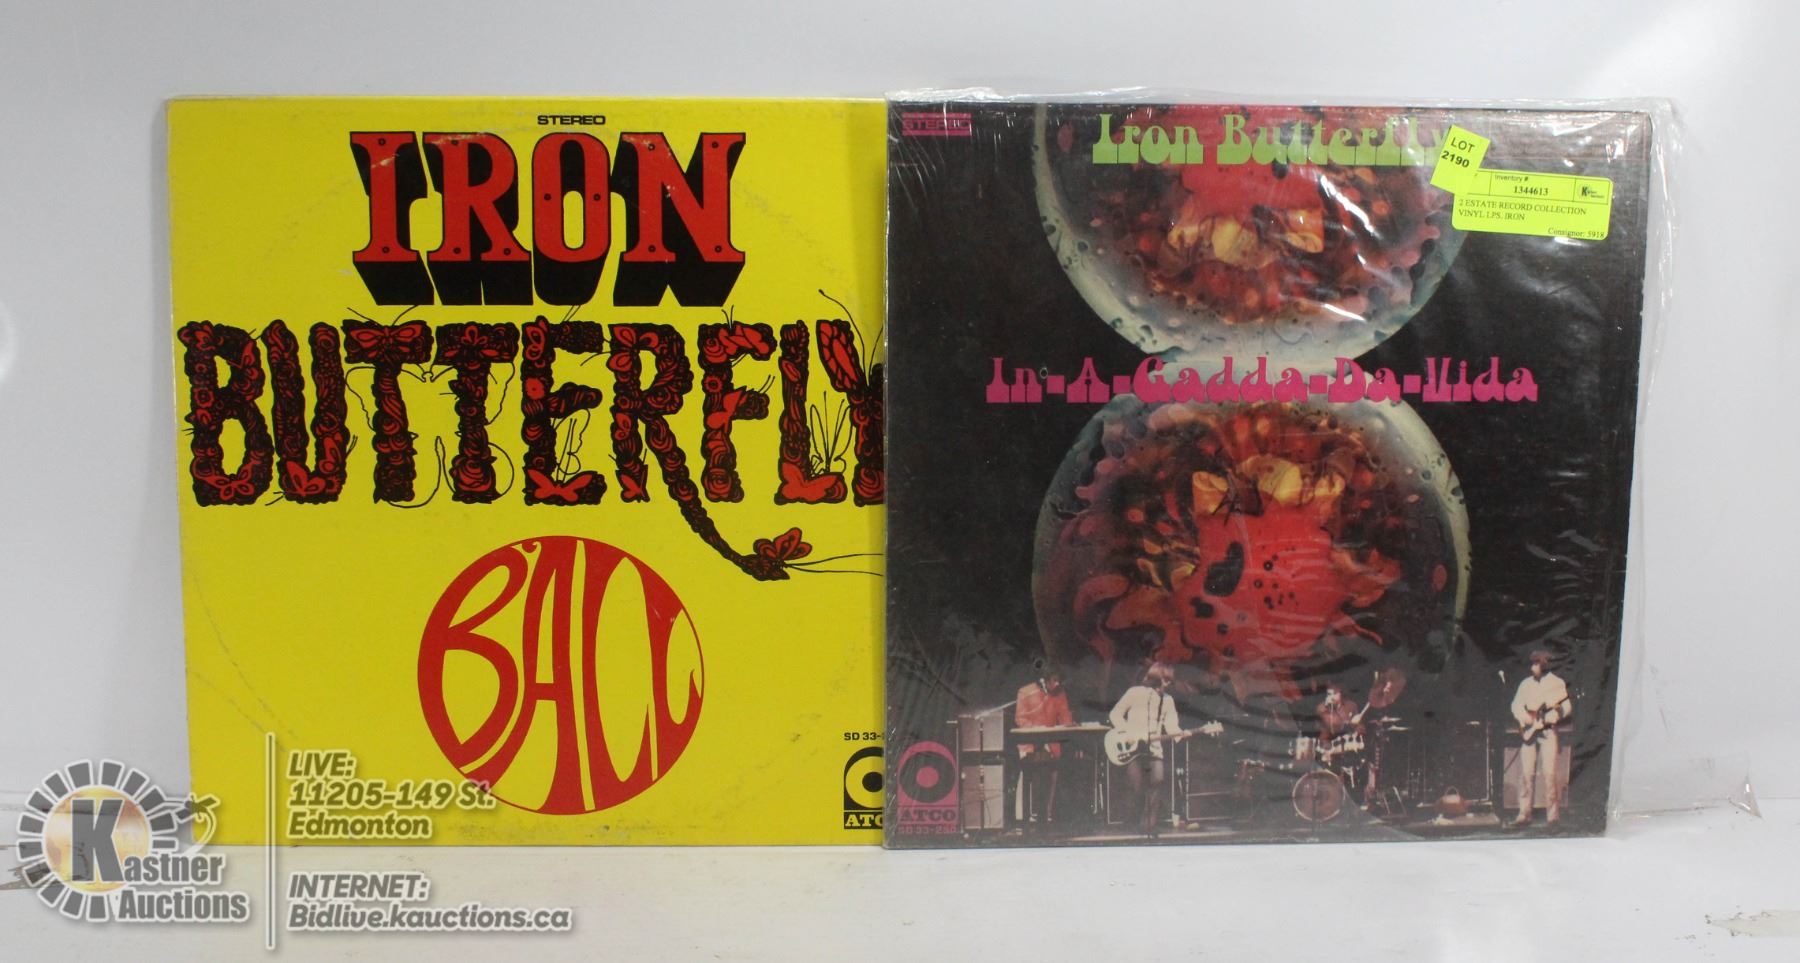 STEREO
IRON
BUTTERFLY
BALL
SD 33-
ATCO
STEREO
Iron Butterfly
In-A-Gadda-Da-Vida
ATCO
SD 33-250
LOT
2190
Inventory #
1344613
2 ESTATE RECORD COLLECTION
VINYL LPS. IRON
Consignor: 5918
Kastner
Auctions
LIVE:
11205-149 St.
Edmonton
INTERNET:
Bidlive.kauctions.ca